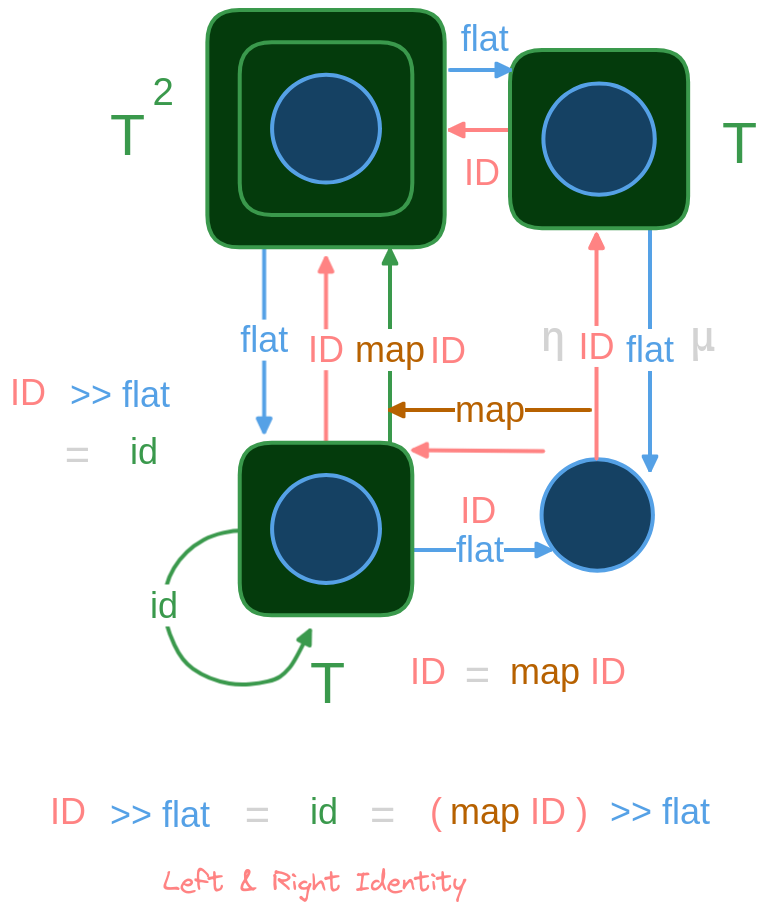 flat
T 2
T
ID
η ID flat μ
flat ID map ID
ID >> flat
map
= id
ID
flat
id
T
ID = map ID
ID >> flat = id = ( map ID ) >> flat
Left & Right Identity